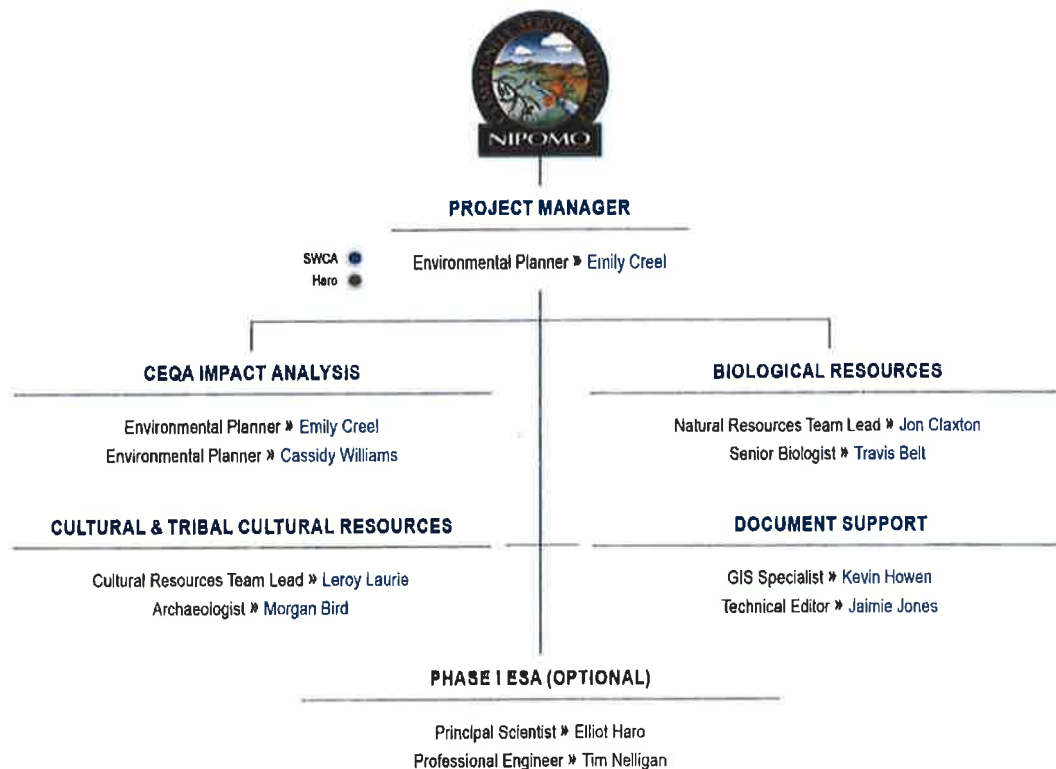 COMMUNITY SERVICES DISTRICT
NIPOMO
PROJECT MANAGER
SWCA
Haro
Environmental Planner » Emily Creel
CEQA IMPACT ANALYSIS
Environmental Planner » Emily Creel
Environmental Planner » Cassidy Williams
BIOLOGICAL RESOURCES
Natural Resources Team Lead » Jon Claxton
Senior Biologist » Travis Belt
CULTURAL & TRIBAL CULTURAL RESOURCES
Cultural Resources Team Lead » Leroy Laurie
Archaeologist » Morgan Bird
DOCUMENT SUPPORT
GIS Specialist » Kevin Howen
Technical Editor » Jaimie Jones
PHASE I ESA (OPTIONAL)
Principal Scientist » Elliot Haro
Professional Engineer » Tim Nelligan